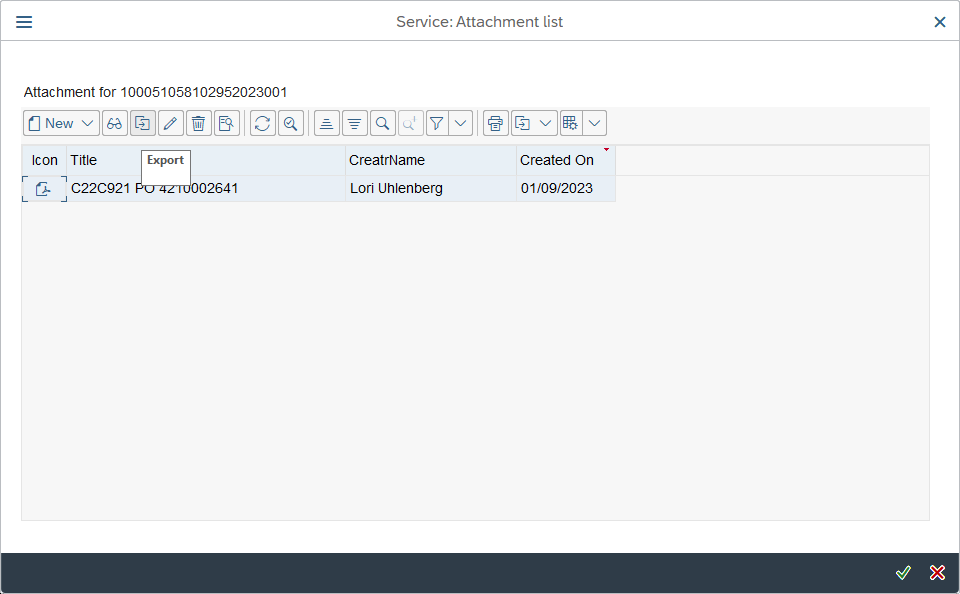 Service: Attachment list
Attachment for 100051058102952023001
New
Icon Title CreatrName Created On
Export
C22C921 PO 4210002641 Lori Uhlenberg 01/09/2023